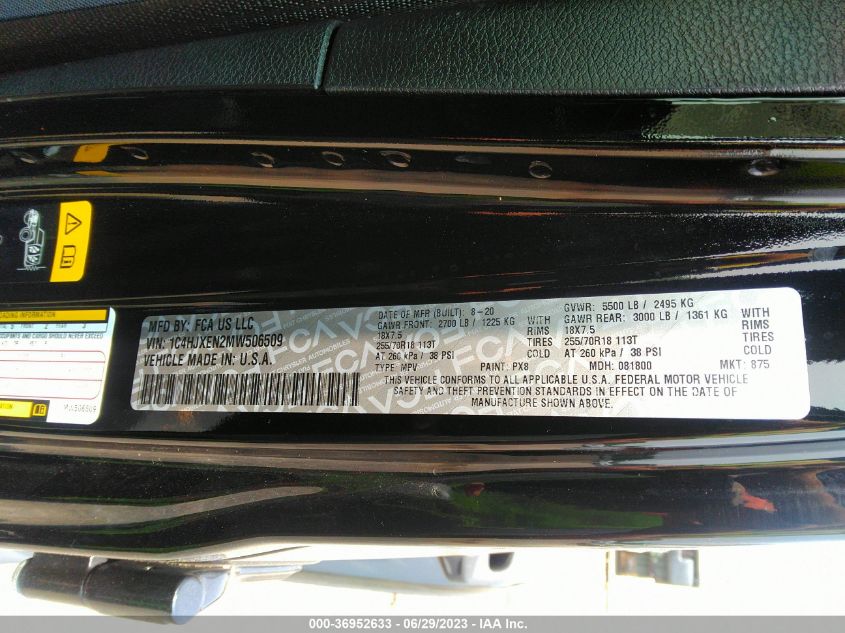 MFD BY: FCA US LLC
VIN: 1C4HJXEN2MW506509
VEHICLE MADE IN U.S.A.
DATE OF MFR (BUILT): 8-20
GAWR FRONT: 2700 LB / 1225 KG WITH
18X7.5 RIMS
255/70R18 113T TIRES
AT 260 kPa / 38 PSI COLD
GVWR: 5500 LB / 2495 KG
GAWR REAR: 3000 LB / 1361 KG WITH
18X7.5 RIMS
255/70R18 113T TIRES
AT 260 kPa / 38 PSI COLD
TYPE: MPV PAINT: PX8 MDH: 081800 MKT: 875
THIS VEHICLE CONFORMS TO ALL APPLICABLE U.S.A. FEDERAL MOTOR VEHICLE
SAFETY AND THEFT PREVENTION STANDARDS IN EFFECT ON THE DATE OF
MANUFACTURE SHOWN ABOVE.
MW506509
000-36952633 - 06/29/2023 - IAA Inc.